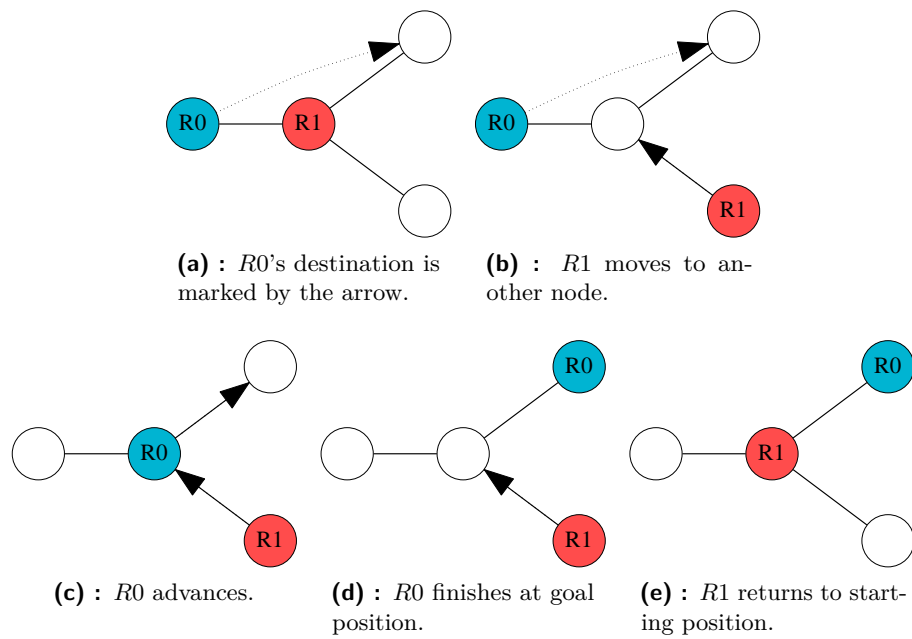 R0
R1
R0
R1
(a) : R0's destination is
marked by the arrow.
(b) : R1 moves to an-
other node.
R0
R1
R0
R1
R0
R1
(c) : R0 advances.
(d) : R0 finishes at goal
position.
(e) : R1 returns to start-
ing position.